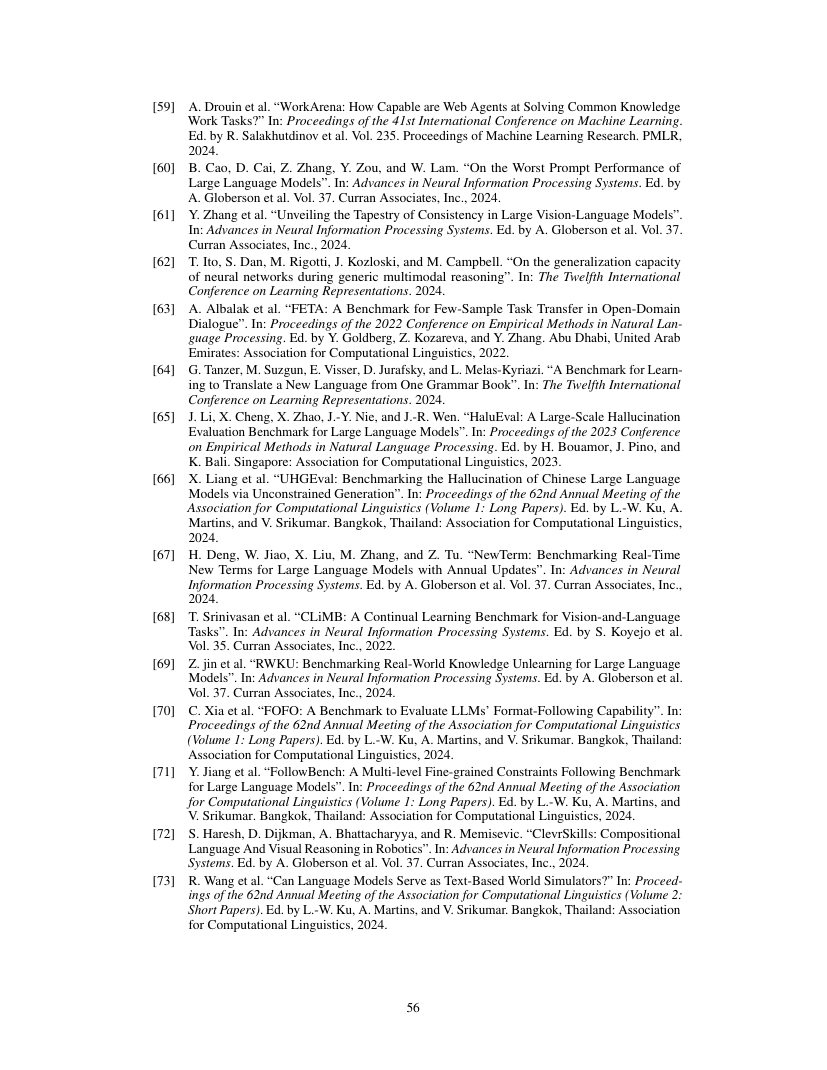 [59] A. Drouin et al. “WorkArena: How Capable are Web Agents at Solving Common Knowledge
Work Tasks?” In: Proceedings of the 41st International Conference on Machine Learning.
Ed. by R. Salakhutdinov et al. Vol. 235. Proceedings of Machine Learning Research. PMLR,
2024.
[60] B. Cao, D. Cai, Z. Zhang, Y. Zou, and W. Lam. “On the Worst Prompt Performance of
Large Language Models”. In: Advances in Neural Information Processing Systems. Ed. by
A. Globerson et al. Vol. 37. Curran Associates, Inc., 2024.
[61] Y. Zhang et al. “Unveiling the Tapestry of Consistency in Large Vision-Language Models”.
In: Advances in Neural Information Processing Systems. Ed. by A. Globerson et al. Vol. 37.
Curran Associates, Inc., 2024.
[62] T. Ito, S. Dan, M. Rigotti, J. Kozloski, and M. Campbell. “On the generalization capacity
of neural networks during generic multimodal reasoning”. In: The Twelfth International
Conference on Learning Representations. 2024.
[63] A. Albalak et al. “FETA: A Benchmark for Few-Sample Task Transfer in Open-Domain
Dialogue”. In: Proceedings of the 2022 Conference on Empirical Methods in Natural Lan-
guage Processing. Ed. by Y. Goldberg, Z. Kozareva, and Y. Zhang. Abu Dhabi, United Arab
Emirates: Association for Computational Linguistics, 2022.
[64] G. Tanzer, M. Suzgun, E. Visser, D. Jurafsky, and L. Melas-Kyriazi. “A Benchmark for Learn-
ing to Translate a New Language from One Grammar Book”. In: The Twelfth International
Conference on Learning Representations. 2024.
[65] J. Li, X. Cheng, X. Zhao, J.-Y. Nie, and J.-R. Wen. “HaluEval: A Large-Scale Hallucination
Evaluation Benchmark for Large Language Models”. In: Proceedings of the 2023 Conference
on Empirical Methods in Natural Language Processing. Ed. by H. Bouamor, J. Pino, and
K. Bali. Singapore: Association for Computational Linguistics, 2023.
[66] X. Liang et al. “UHGEval: Benchmarking the Hallucination of Chinese Large Language
Models via Unconstrained Generation”. In: Proceedings of the 62nd Annual Meeting of the
Association for Computational Linguistics (Volume 1: Long Papers). Ed. by L.-W. Ku, A.
Martins, and V. Srikumar. Bangkok, Thailand: Association for Computational Linguistics,
2024.
[67] H. Deng, W. Jiao, X. Liu, M. Zhang, and Z. Tu. “NewTerm: Benchmarking Real-Time
New Terms for Large Language Models with Annual Updates”. In: Advances in Neural
Information Processing Systems. Ed. by A. Globerson et al. Vol. 37. Curran Associates, Inc.,
2024.
[68] T. Srinivasan et al. “CLiMB: A Continual Learning Benchmark for Vision-and-Language
Tasks”. In: Advances in Neural Information Processing Systems. Ed. by S. Koyejo et al.
Vol. 35. Curran Associates, Inc., 2022.
[69] Z. jin et al. “RWKU: Benchmarking Real-World Knowledge Unlearning for Large Language
Models”. In: Advances in Neural Information Processing Systems. Ed. by A. Globerson et al.
Vol. 37. Curran Associates, Inc., 2024.
[70] C. Xia et al. “FOFO: A Benchmark to Evaluate LLMs’ Format-Following Capability”. In:
Proceedings of the 62nd Annual Meeting of the Association for Computational Linguistics
(Volume 1: Long Papers). Ed. by L.-W. Ku, A. Martins, and V. Srikumar. Bangkok, Thailand:
Association for Computational Linguistics, 2024.
[71] Y. Jiang et al. “FollowBench: A Multi-level Fine-grained Constraints Following Benchmark
for Large Language Models”. In: Proceedings of the 62nd Annual Meeting of the Association
for Computational Linguistics (Volume 1: Long Papers). Ed. by L.-W. Ku, A. Martins, and
V. Srikumar. Bangkok, Thailand: Association for Computational Linguistics, 2024.
[72] S. Haresh, D. Dijkman, A. Bhattacharyya, and R. Memisevic. “ClevrSkills: Compositional
Language And Visual Reasoning in Robotics”. In: Advances in Neural Information Processing
Systems. Ed. by A. Globerson et al. Vol. 37. Curran Associates, Inc., 2024.
[73] R. Wang et al. “Can Language Models Serve as Text-Based World Simulators?” In: Proceed-
ings of the 62nd Annual Meeting of the Association for Computational Linguistics (Volume 2:
Short Papers). Ed. by L.-W. Ku, A. Martins, and V. Srikumar. Bangkok, Thailand: Association
for Computational Linguistics, 2024.
56